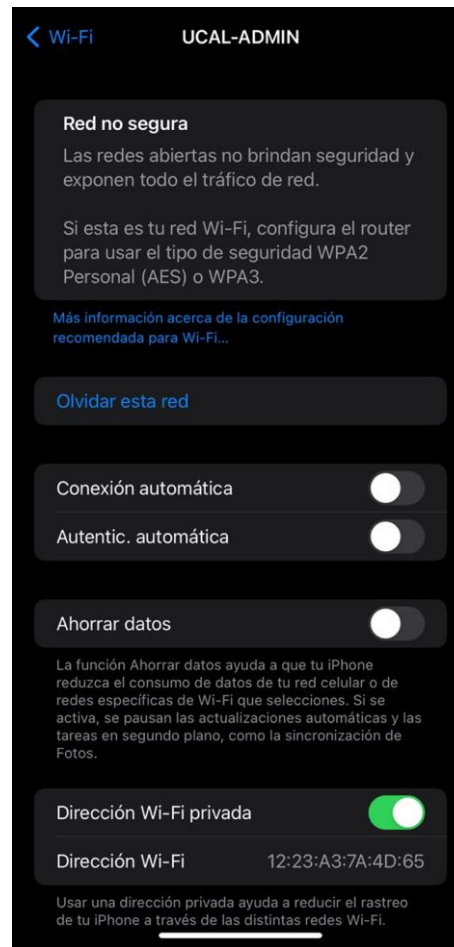 Wi-Fi
UCAL-ADMIN
Red no segura
Las redes abiertas no brindan seguridad y
exponen todo el tráfico de red.
Si esta es tu red Wi-Fi, configura el router
para usar el tipo de seguridad WPA2
Personal (AES) o WPA3.
Más información acerca de la configuración
recomendada para Wi-Fi...
Olvidar esta red
Conexión automática
Autentic. automática
Ahorrar datos
La función Ahorrar datos ayuda a que tu iPhone
reduzca el consumo de datos de tu red celular o de
redes específicas de Wi-Fi que selecciones. Si se
activa, se pausan las actualizaciones automáticas y las
tareas en segundo plano, como la sincronización de
Fotos.
Dirección Wi-Fi privada
Dirección Wi-Fi 12:23:A3:7A:4D:65
Usar una dirección privada ayuda a reducir el rastreo
de tu iPhone a través de las distintas redes Wi-Fi.